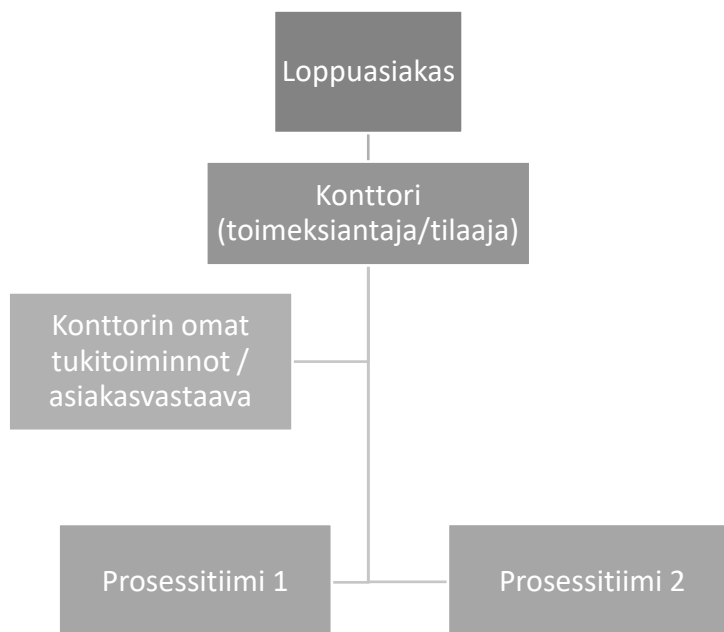 Loppuasiakas
Konttori
(toimeksiantaja/tilaaja)
Konttorin omat
tukitoiminnot /
asiakasvastaava
Prosessitiimi 1
Prosessitiimi 2